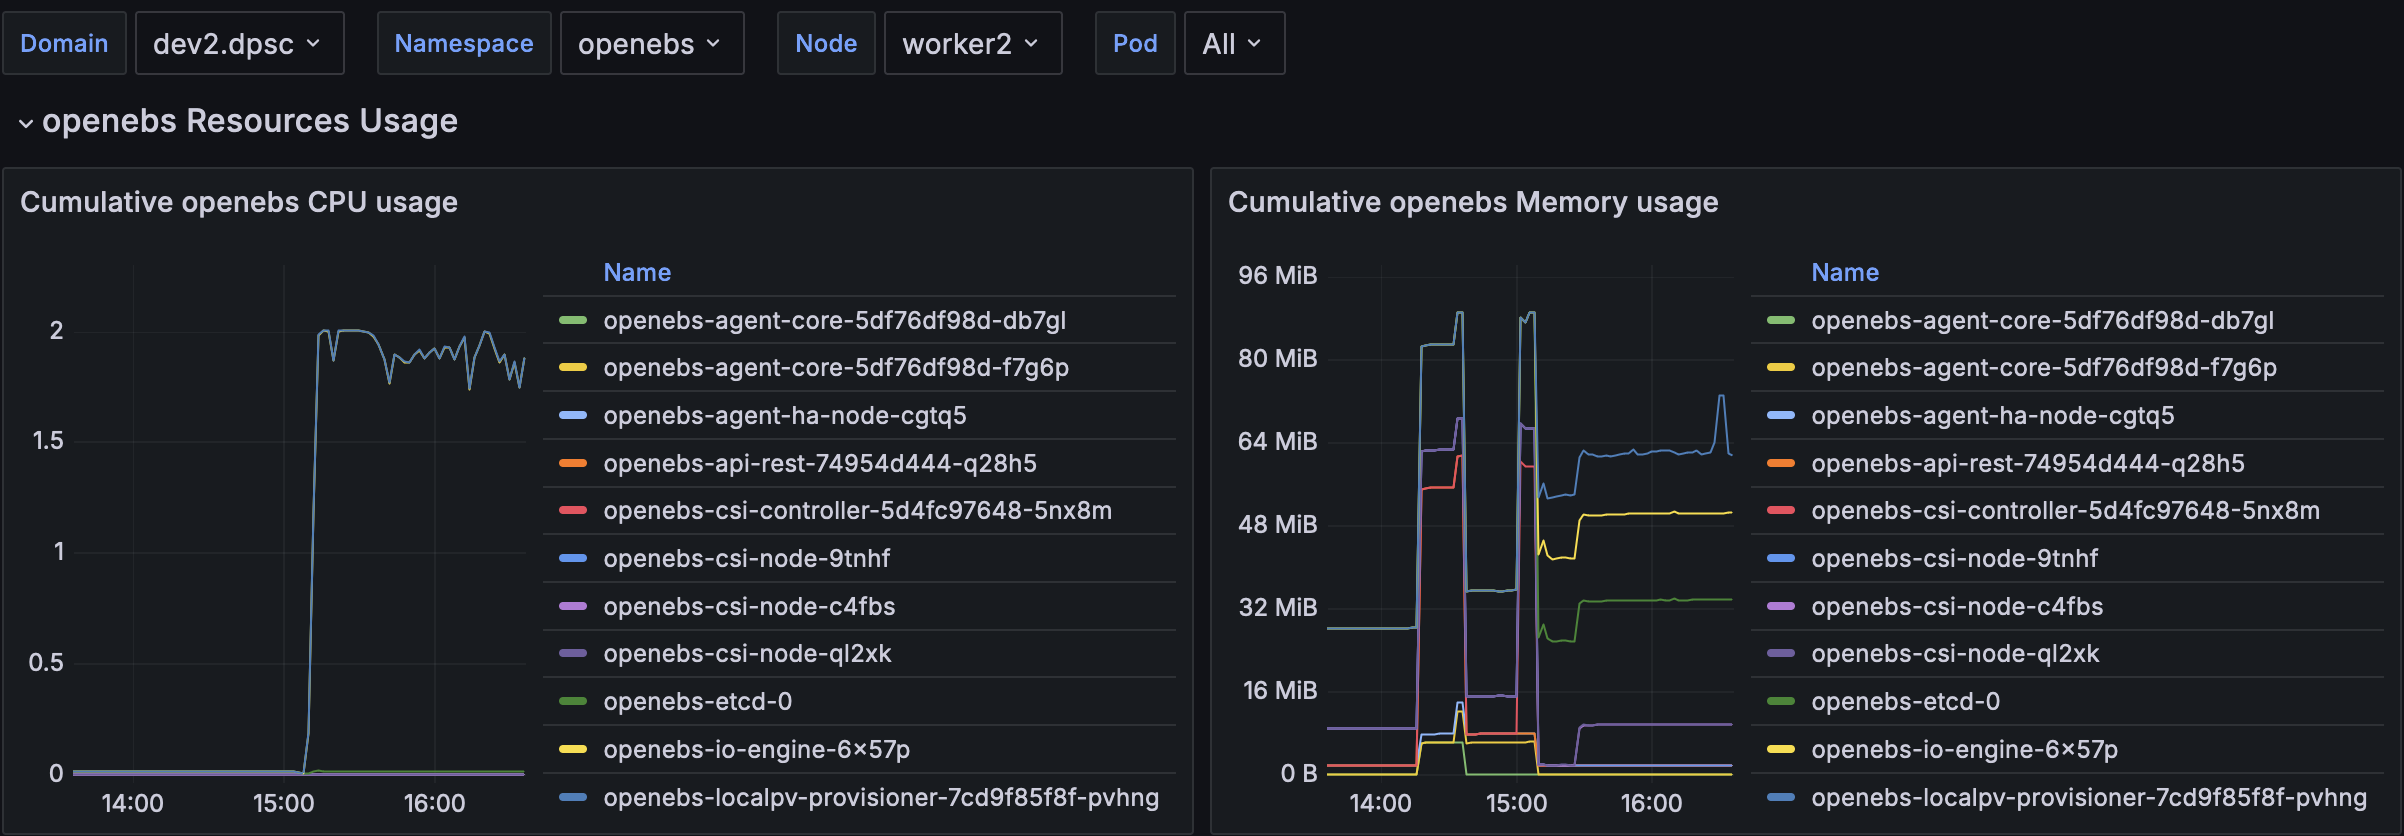 Domain dev2.dpsc Namespace openebs Node worker2 Pod All
openebs Resources Usage
Cumulative openebs CPU usage
2
1.5
1
0.5
0
14:00 15:00 16:00
Name
openebs-agent-core-5df76df98d-db7gl
openebs-agent-core-5df76df98d-f7g6p
openebs-agent-ha-node-cgtq5
openebs-api-rest-74954d444-q28h5
openebs-csi-controller-5d4fc97648-5nx8m
openebs-csi-node-9tnhf
openebs-csi-node-c4fbs
openebs-csi-node-ql2xk
openebs-etcd-0
openebs-io-engine-6×57p
openebs-localpv-provisioner-7cd9f85f8f-pvhng
Cumulative openebs Memory usage
96 MiB
80 MiB
64 MiB
48 MiB
32 MiB
16 MiB
0 B
14:00 15:00 16:00
Name
openebs-agent-core-5df76df98d-db7gl
openebs-agent-core-5df76df98d-f7g6p
openebs-agent-ha-node-cgtq5
openebs-api-rest-74954d444-q28h5
openebs-csi-controller-5d4fc97648-5nx8m
openebs-csi-node-9tnhf
openebs-csi-node-c4fbs
openebs-csi-node-ql2xk
openebs-etcd-0
openebs-io-engine-6×57p
openebs-localpv-provisioner-7cd9f85f8f-pvhng